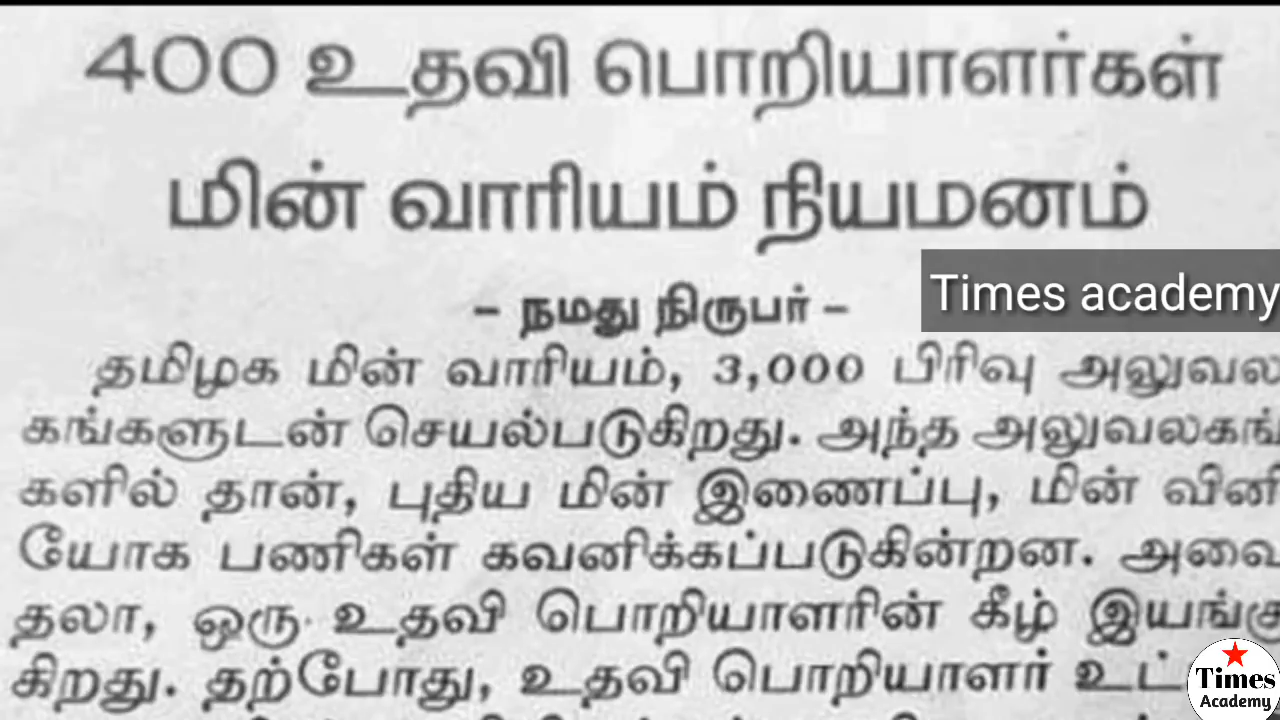 400 உதவி பொறியாளர்கள்
மின் வாரியம் நியமனம்
Times academy
– நமது நிருபர் –
தமிழக மின் வாரியம், 3,000 பிரிவு அலுவல
கங்களுடன் செயல்படுகிறது. அந்த அலுவலகங்
களில் தான், புதிய மின் இணைப்பு, மின் வினி
யோக பணிகள் கவனிக்கப்படுகின்றன. அவை
தலா, ஒரு உதவி பொறியாளரின் கீழ் இயங்கு
கிறது. தற்போது, உதவி பொறியாளர் உட்
Times
Academy